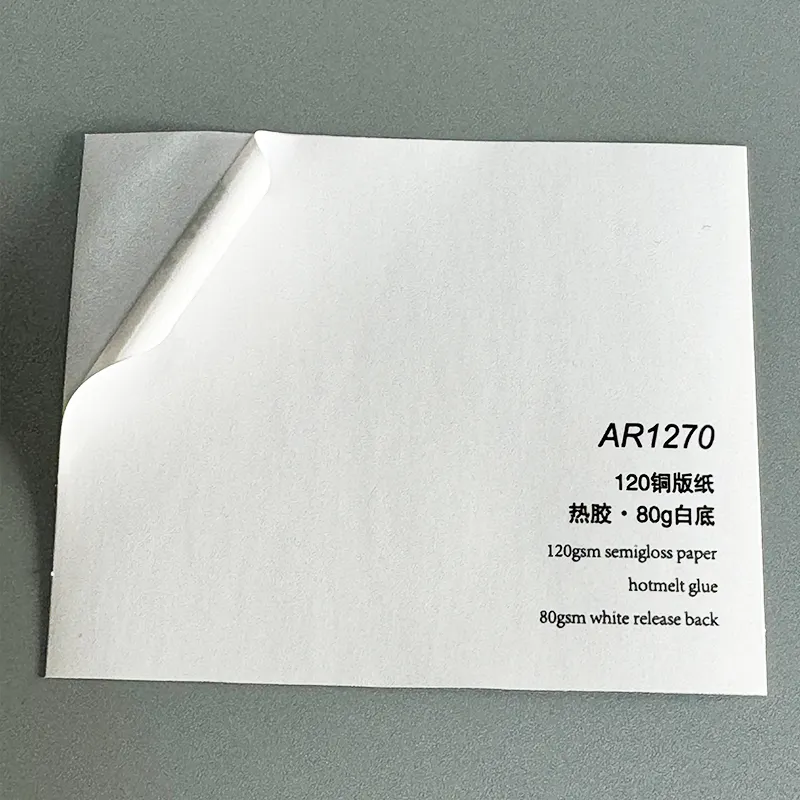 AR1270
120铜版纸
热胶·80g白底
120gsm semigloss paper
hotmelt glue
80gsm white release back